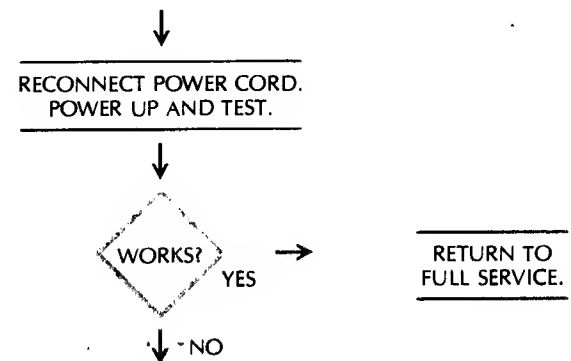 RECONNECT POWER CORD.
POWER UP AND TEST.
WORKS?
YES
RETURN TO
FULL SERVICE.
NO